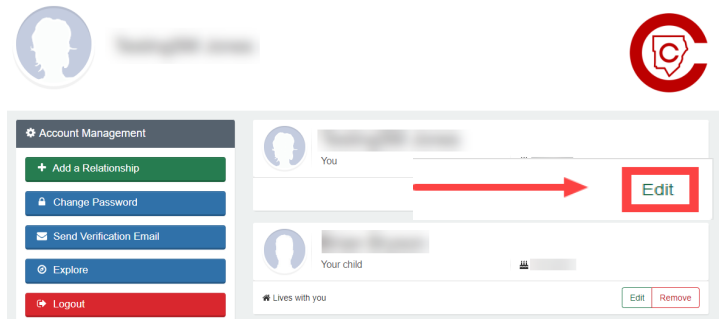 Account Management
Add a Relationship
Change Password
Send Verification Email
Explore
Logout
You
Edit
Your child
Lives with you
Edit
Remove
C